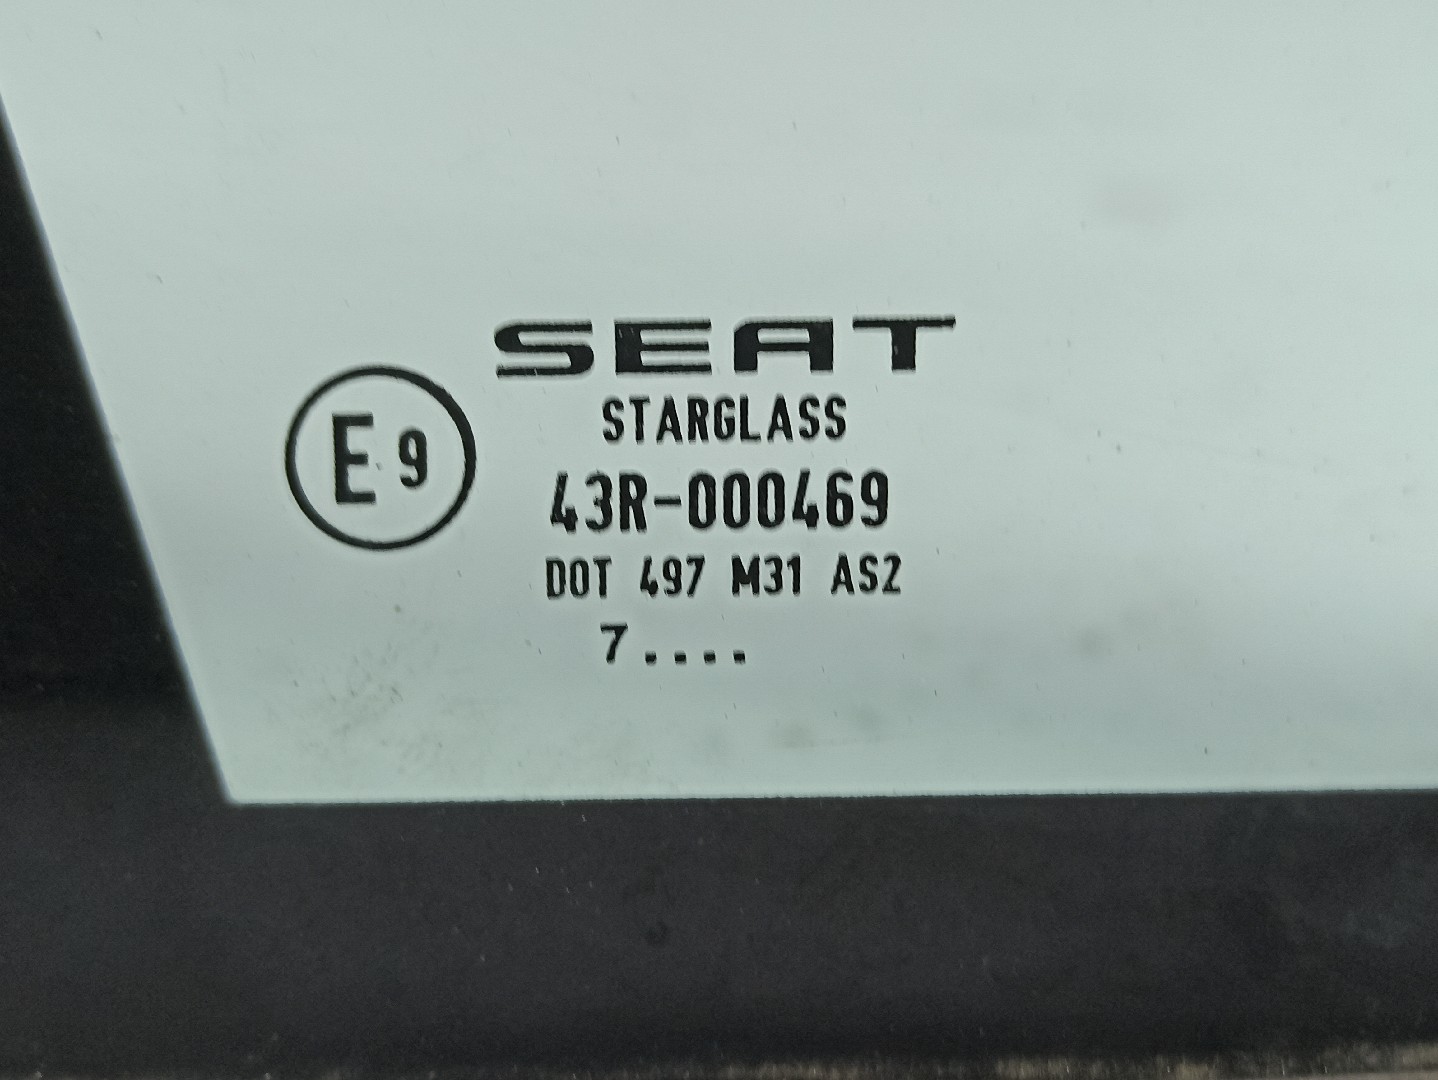 SEAT
STARGLASS
E9
43R-000469
DOT 497 M31 AS2
7....